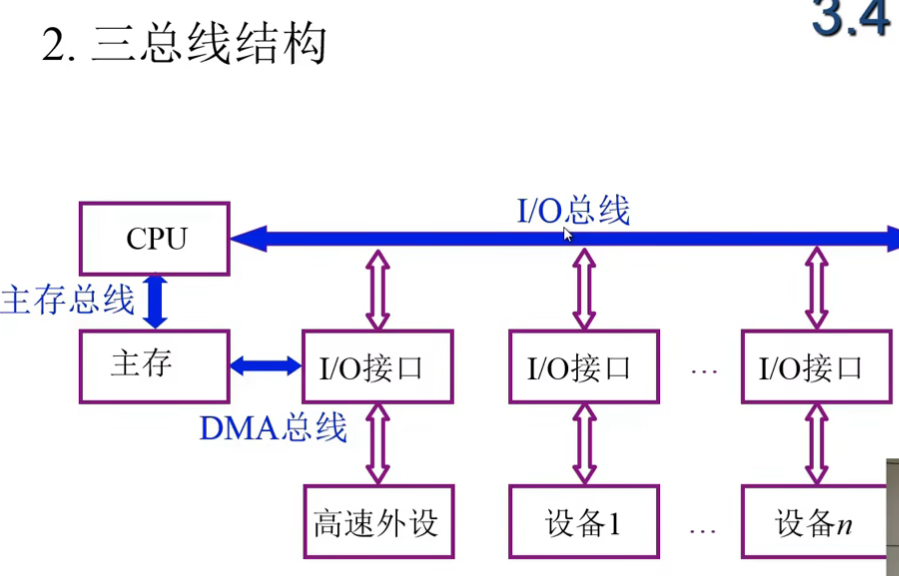 2. 三总线结构
3.4
I/O总线
CPU
主存总线
主存
I/O接口
I/O接口
…
I/O接口
DMA总线
高速外设
设备1
…
设备n